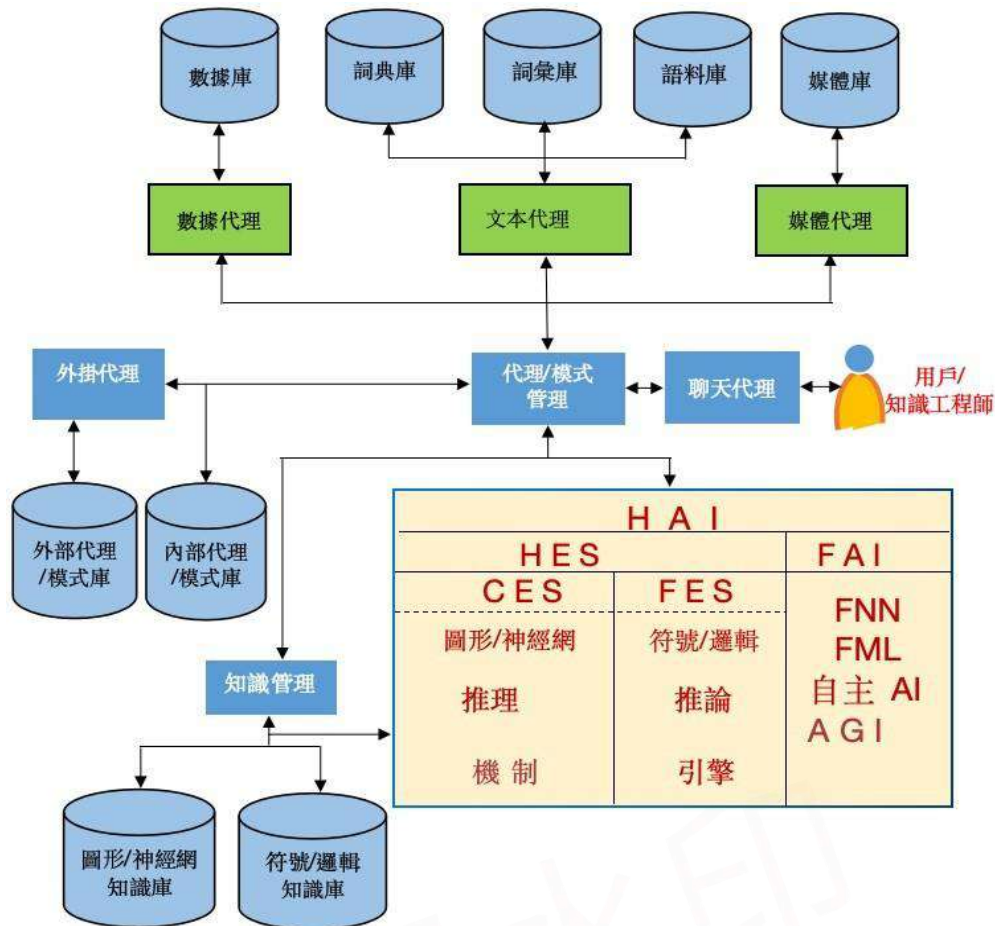 數據庫
詞典庫
詞彙庫
語料庫
媒體庫
數據代理
文本代理
媒體代理
外掛代理
代理/模式
管理
聊天代理
用戶/
知識工程師
外部代理
/模式庫
內部代理
/模式庫
HAI
HES
FAI
CES
FES
圖形/神經網
推理
機制
符號/邏輯
推論
引擎
FNN
FML
自主 AI
AGI
知識管理
圖形/神經網
知識庫
符號/邏輯
知識庫
水印